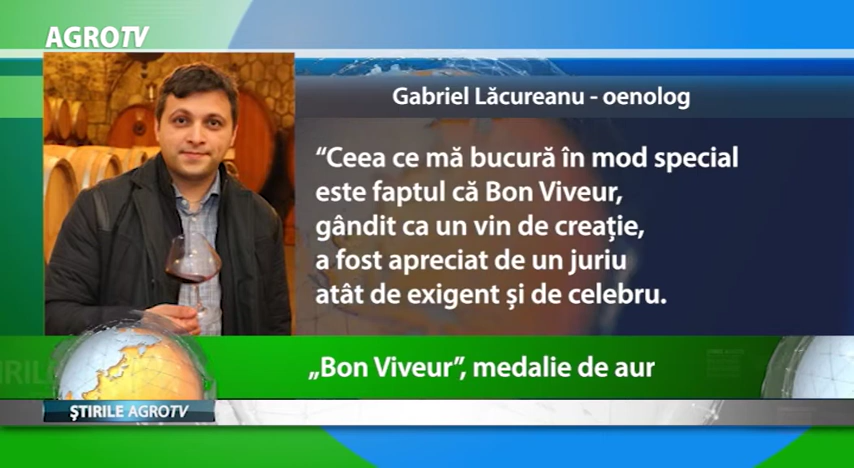 AGROTV
Gabriel Lăcureanu - oenolog
“Ceea ce mă bucură în mod special
este faptul că Bon Viveur,
gândit ca un vin de creație,
a fost apreciat de un juriu
atât de exigent și de celebru.
„Bon Viveur”, medalie de aur
ȘTIRILE AGROTV